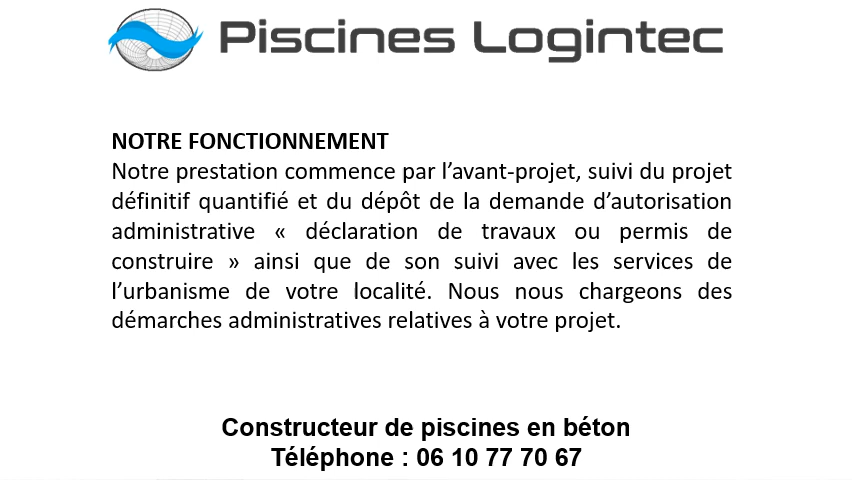 Piscines Logintec
NOTRE FONCTIONNEMENT
Notre prestation commence par l’avant-projet, suivi du projet
définitif quantifié et du dépôt de la demande d’autorisation
administrative « déclaration de travaux ou permis de
construire » ainsi que de son suivi avec les services de
l’urbanisme de votre localité. Nous nous chargeons des
démarches administratives relatives à votre projet.
Constructeur de piscines en béton
Téléphone : 06 10 77 70 67